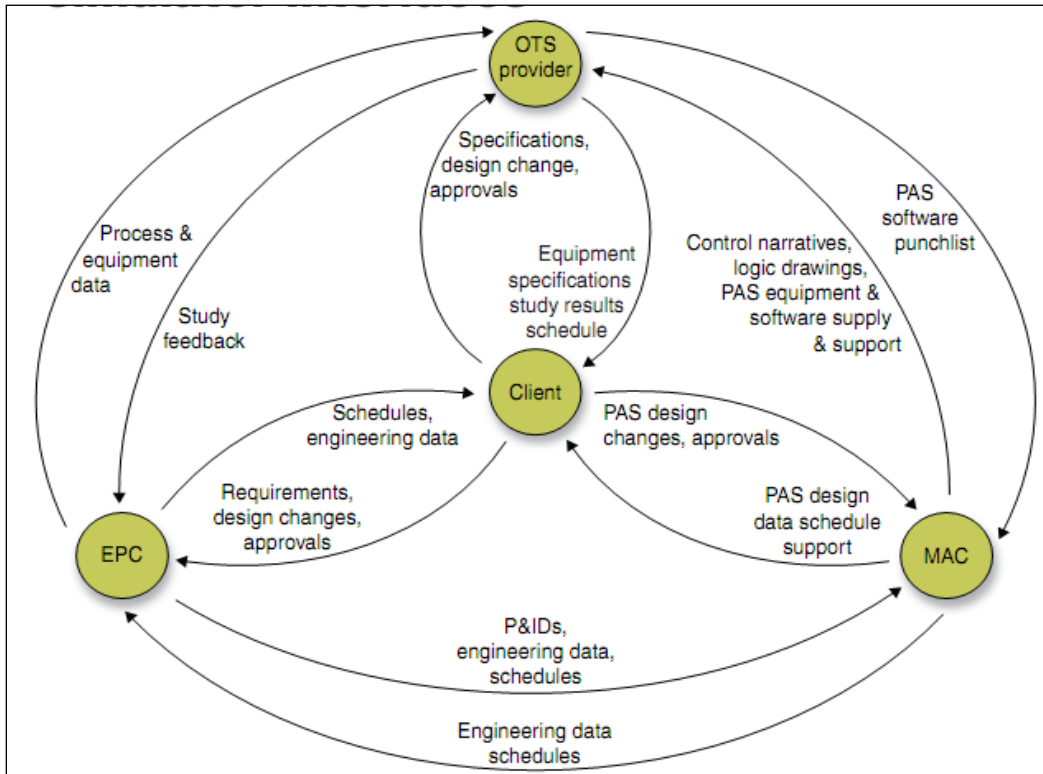 OTS
provider
Specifications,
design change,
approvals
PAS
software
punchlist
Process &
equipment
data
Control narratives,
logic drawings,
PAS equipment &
software supply
& support
Equipment
specifications
study results
schedule
Study
feedback
Client
Schedules,
engineering data
PAS design
changes, approvals
Requirements,
design changes,
approvals
PAS design
data schedule
support
EPC
MAC
P&IDs,
engineering data,
schedules
Engineering data
schedules